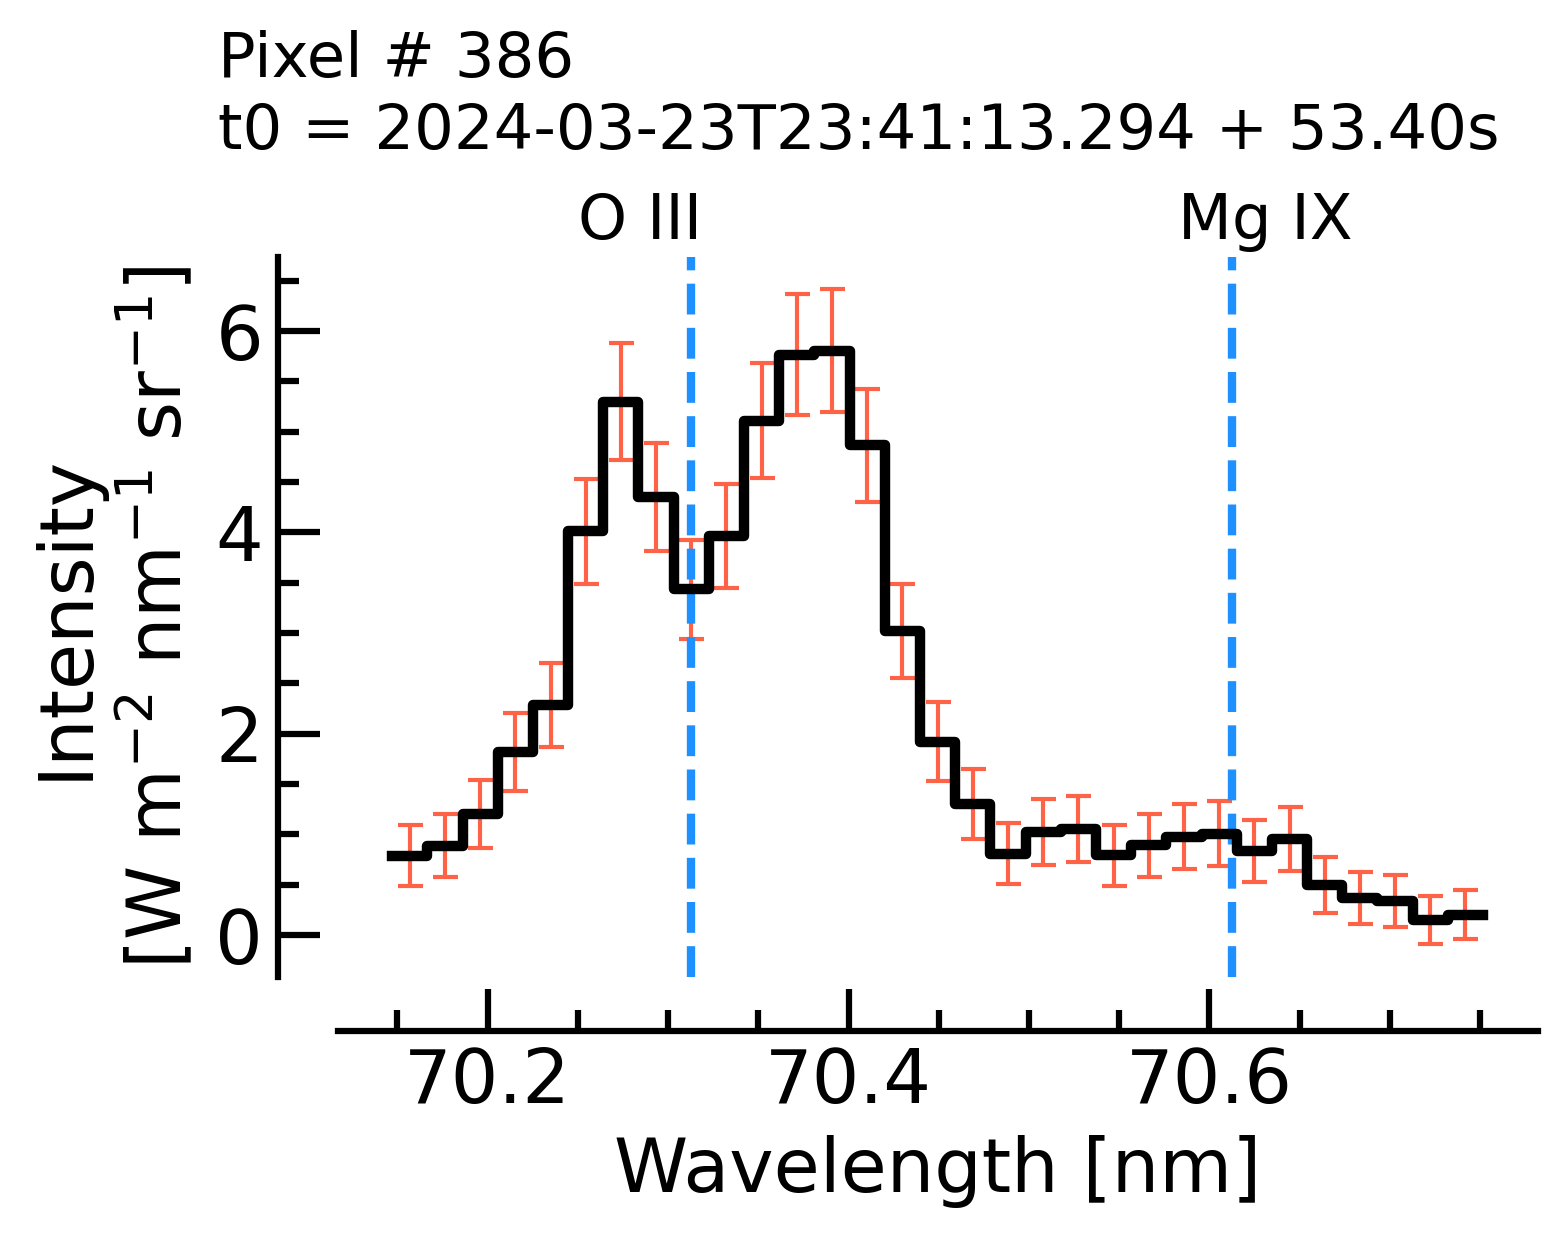 Pixel # 386
t0 = 2024-03-23T23:41:13.294 + 53.40s
O III
Mg IX
Intensity
[W m⁻² nm⁻¹ sr⁻¹]
6
4
2
0
70.2
70.4
70.6
Wavelength [nm]